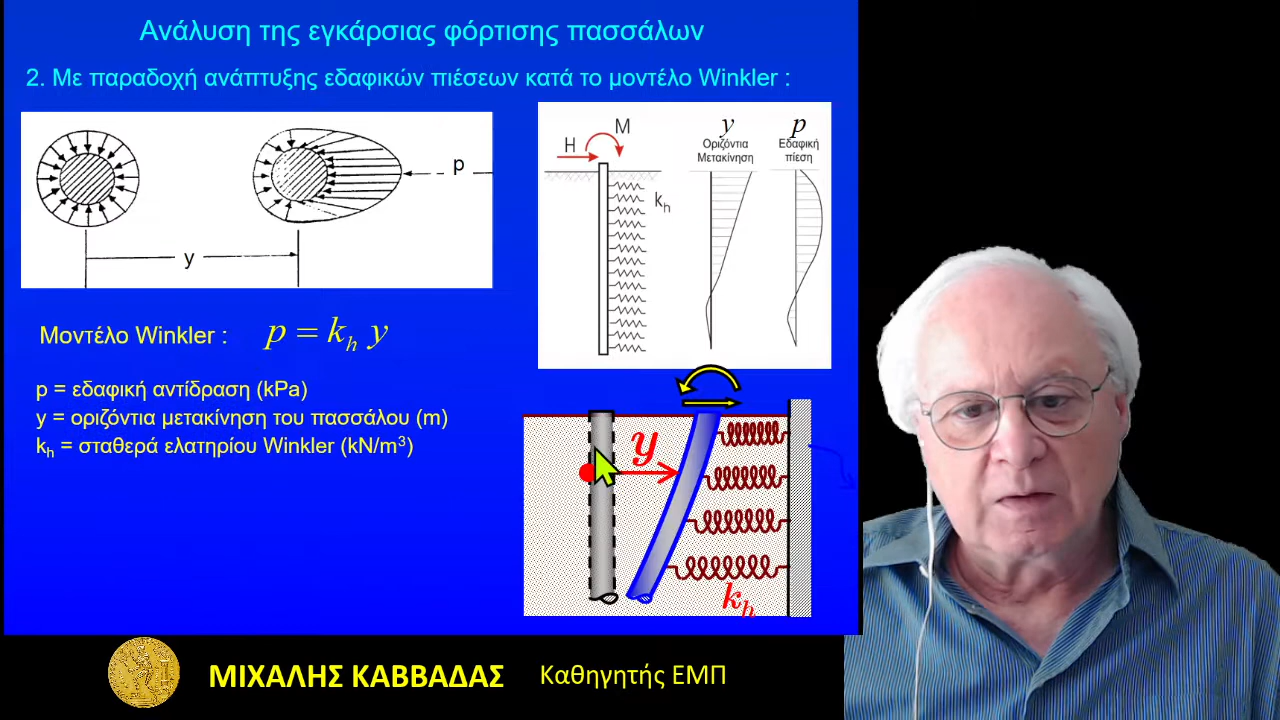 Ανάλυση της εγκάρσιας φόρτισης πασσάλων
2. Με παραδοχή ανάπτυξης εδαφικών πιέσεων κατά το μοντέλο Winkler :
p
y
H
M
k_h
y
Οριζόντια
Μετακίνηση
p
Εδαφική
πίεση
Μοντέλο Winkler : p = k_h y
p = εδαφική αντίδραση (kPa)
y = οριζόντια μετακίνηση του πασσάλου (m)
k_h = σταθερά ελατηρίου Winkler (kN/m³)
y
k_h
ΜΙΧΑΛΗΣ ΚΑΒΒΑΔΑΣ Καθηγητής ΕΜΠ